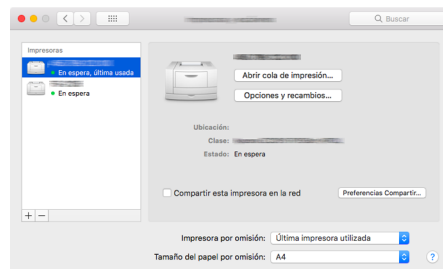 Buscar
Impresoras
En espera, última usada
En espera
Abrir cola de impresión...
Opciones y recambios...
Ubicación:
Clase:
Estado: En espera
Compartir esta impresora en la red
Preferencias Compartir...
+ −
Impresora por omisión: Última impresora utilizada
Tamaño del papel por omisión: A4
?